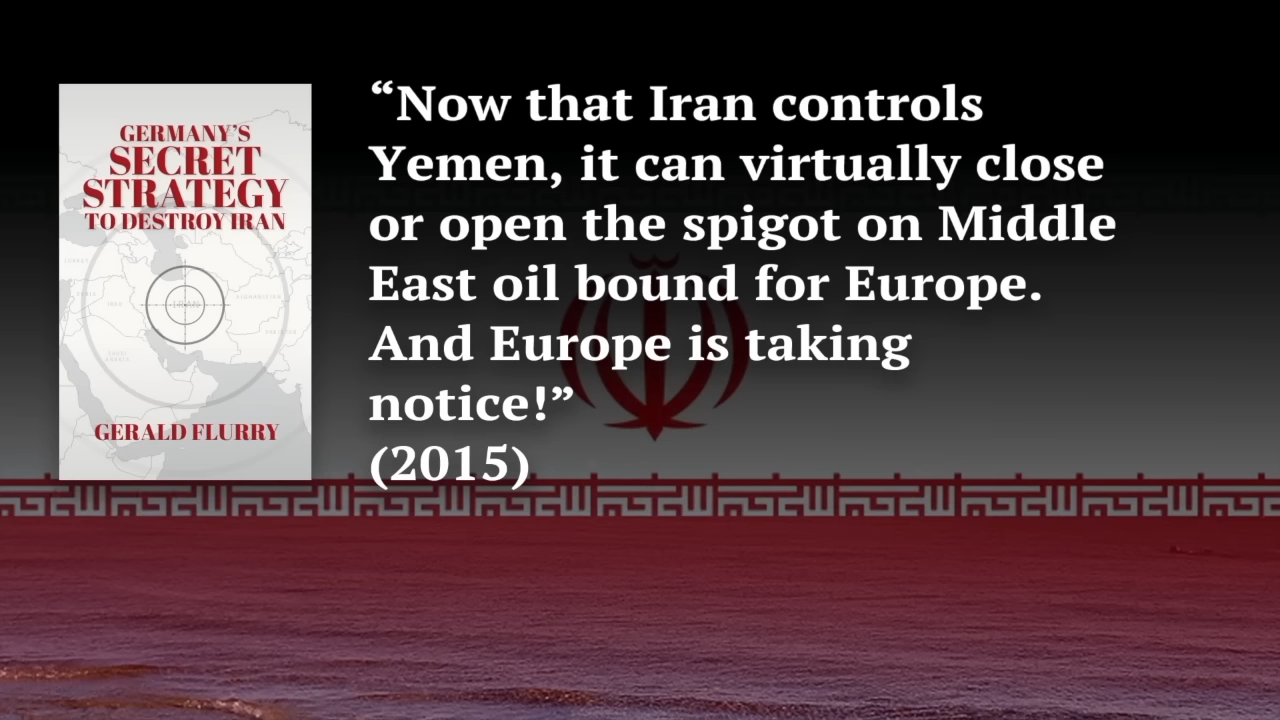 GERMANY'S
SECRET
STRATEGY
TO DESTROY IRAN
IRAN
GERALD FLURRY
“Now that Iran controls
Yemen, it can virtually close
or open the spigot on Middle
East oil bound for Europe.
And Europe is taking
notice!”
(2015)